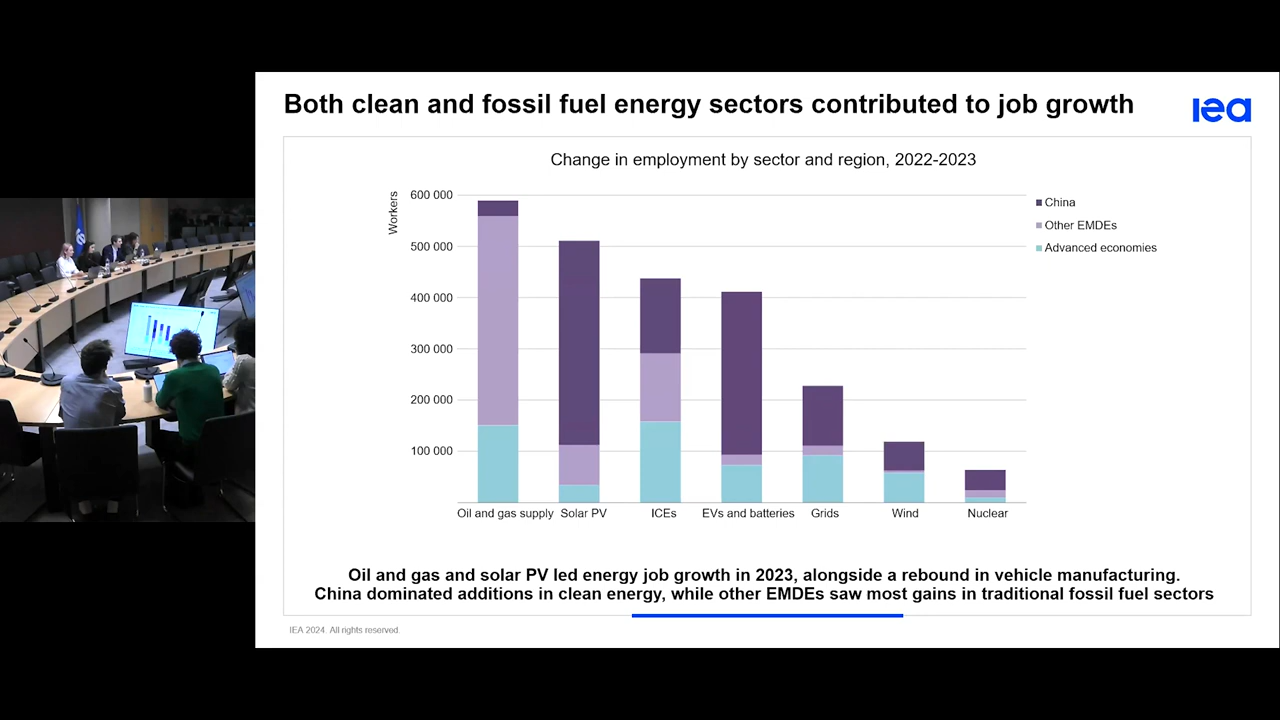 Both clean and fossil fuel energy sectors contributed to job growth
iea
Change in employment by sector and region, 2022-2023
Workers
600 000
500 000
400 000
300 000
200 000
100 000
China
Other EMDEs
Advanced economies
Oil and gas supply
Solar PV
ICEs
EVs and batteries
Grids
Wind
Nuclear
Oil and gas and solar PV led energy job growth in 2023, alongside a rebound in vehicle manufacturing.
China dominated additions in clean energy, while other EMDEs saw most gains in traditional fossil fuel sectors
IEA 2024. All rights reserved.